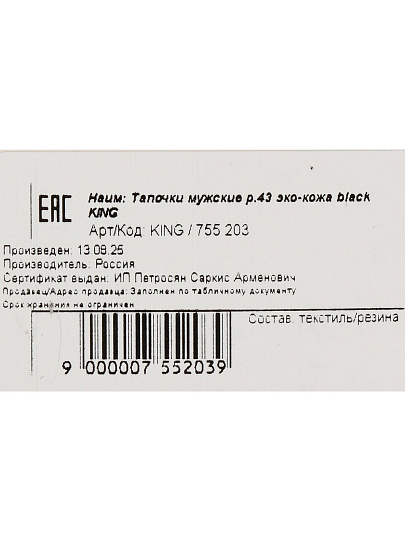 EAC
Наим: Тапочки мужские р.43 эко-кожа black
KING
Арт/Код: KING / 755 203
Произведен: 13.08.25
Производитель: Россия
Сертификат выдан: ИП Петросян Саркис Арменович
Продавец/Адрес продавца: Заполнен по табличному документу
Срок хранения не ограничен
Состав: текстиль/резина
9 000007 552039